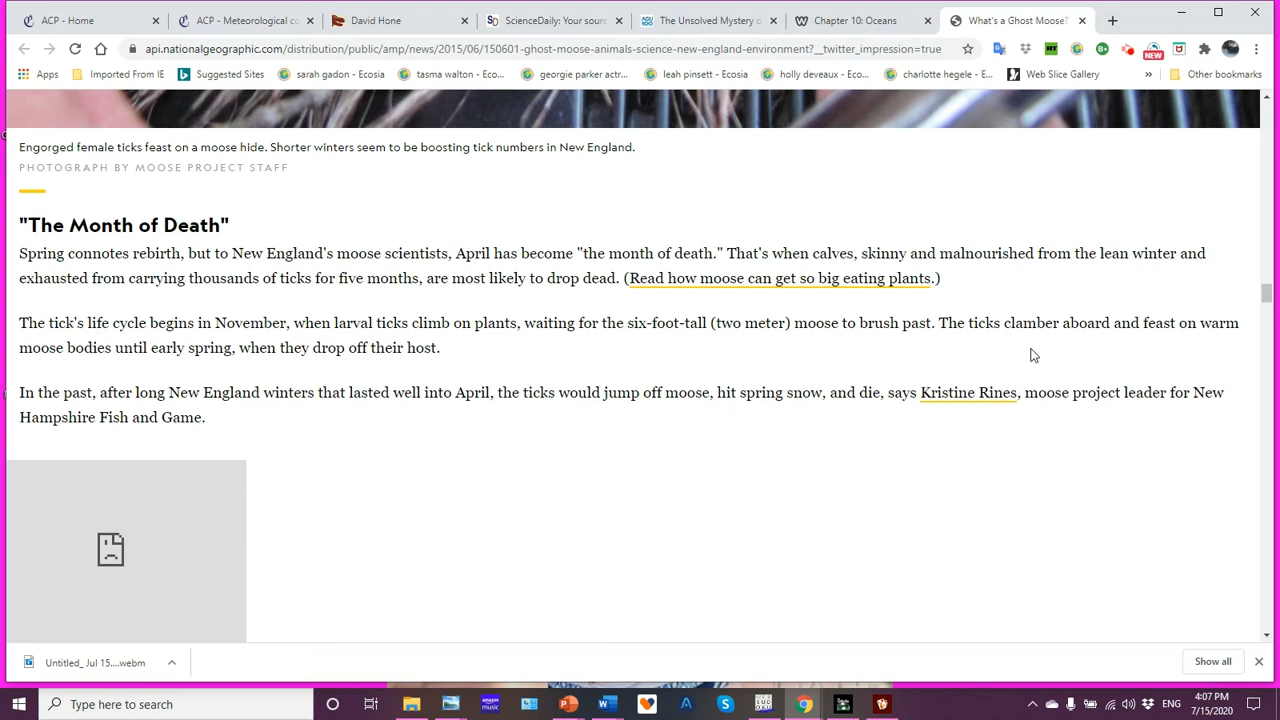 ACP - Home
ACP - Meteorological co
David Hone
ScienceDaily: Your sour
The Unsolved Mystery o
Chapter 10: Oceans
What's a Ghost Moose?
api.nationalgeographic.com/distribution/public/amp/news/2015/06/150601-ghost-moose-animals-science-new-england-environment?__twitter_impression=true
NEW
Apps
Imported From IE
Suggested Sites
sarah gadon - Ecosia
tasma walton - Eco...
georgie parker actr...
leah pinsett - Ecosia
holly deveaux - Eco...
charlotte hegele - E...
Web Slice Gallery
»
Other bookmarks
Engorged female ticks feast on a moose hide. Shorter winters seem to be boosting tick numbers in New England.
PHOTOGRAPH BY MOOSE PROJECT STAFF
"The Month of Death"
Spring connotes rebirth, but to New England's moose scientists, April has become "the month of death." That's when calves, skinny and malnourished from the lean winter and
exhausted from carrying thousands of ticks for five months, are most likely to drop dead. (Read how moose can get so big eating plants.)
The tick's life cycle begins in November, when larval ticks climb on plants, waiting for the six-foot-tall (two meter) moose to brush past. The ticks clamber aboard and feast on warm
moose bodies until early spring, when they drop off their host.
In the past, after long New England winters that lasted well into April, the ticks would jump off moose, hit spring snow, and die, says Kristine Rines, moose project leader for New
Hampshire Fish and Game.
Untitled_ Jul 15....webm
Show all
Type here to search
ENG
4:07 PM
7/15/2020